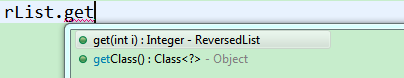 rList.get
get(int i) : Integer - ReversedList
getClass() : Class<?> - Object